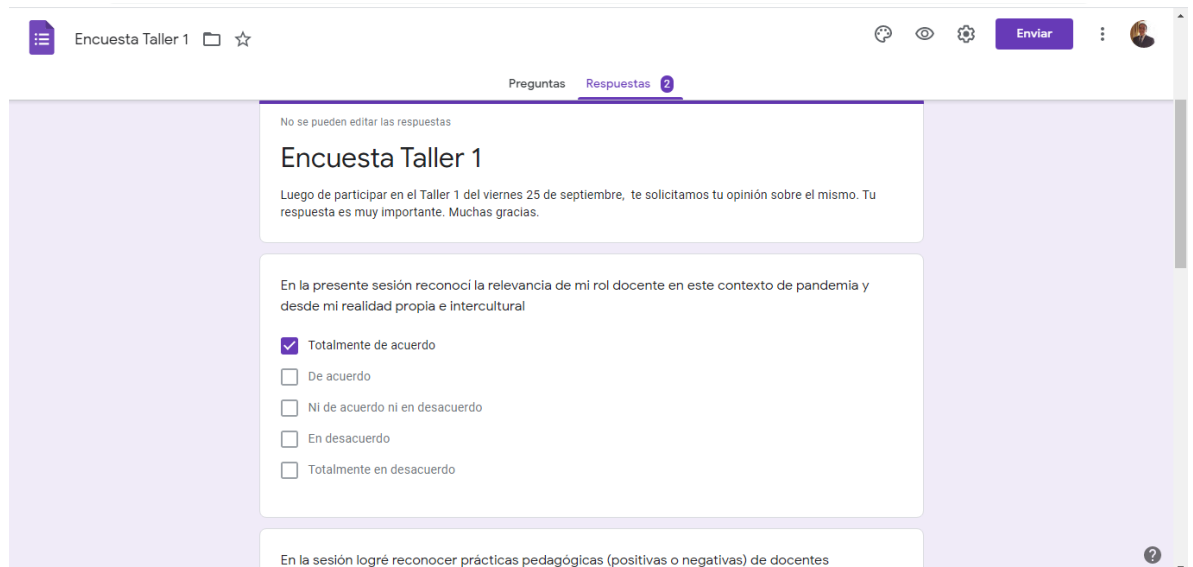 Encuesta Taller 1
Enviar
Preguntas Respuestas 2
No se pueden editar las respuestas
Encuesta Taller 1
Luego de participar en el Taller 1 del viernes 25 de septiembre, te solicitamos tu opinión sobre el mismo. Tu
respuesta es muy importante. Muchas gracias.
En la presente sesión reconocí la relevancia de mi rol docente en este contexto de pandemia y
desde mi realidad propia e intercultural
Totalmente de acuerdo
De acuerdo
Ni de acuerdo ni en desacuerdo
En desacuerdo
Totalmente en desacuerdo
En la sesión logré reconocer prácticas pedagógicas (positivas o negativas) de docentes